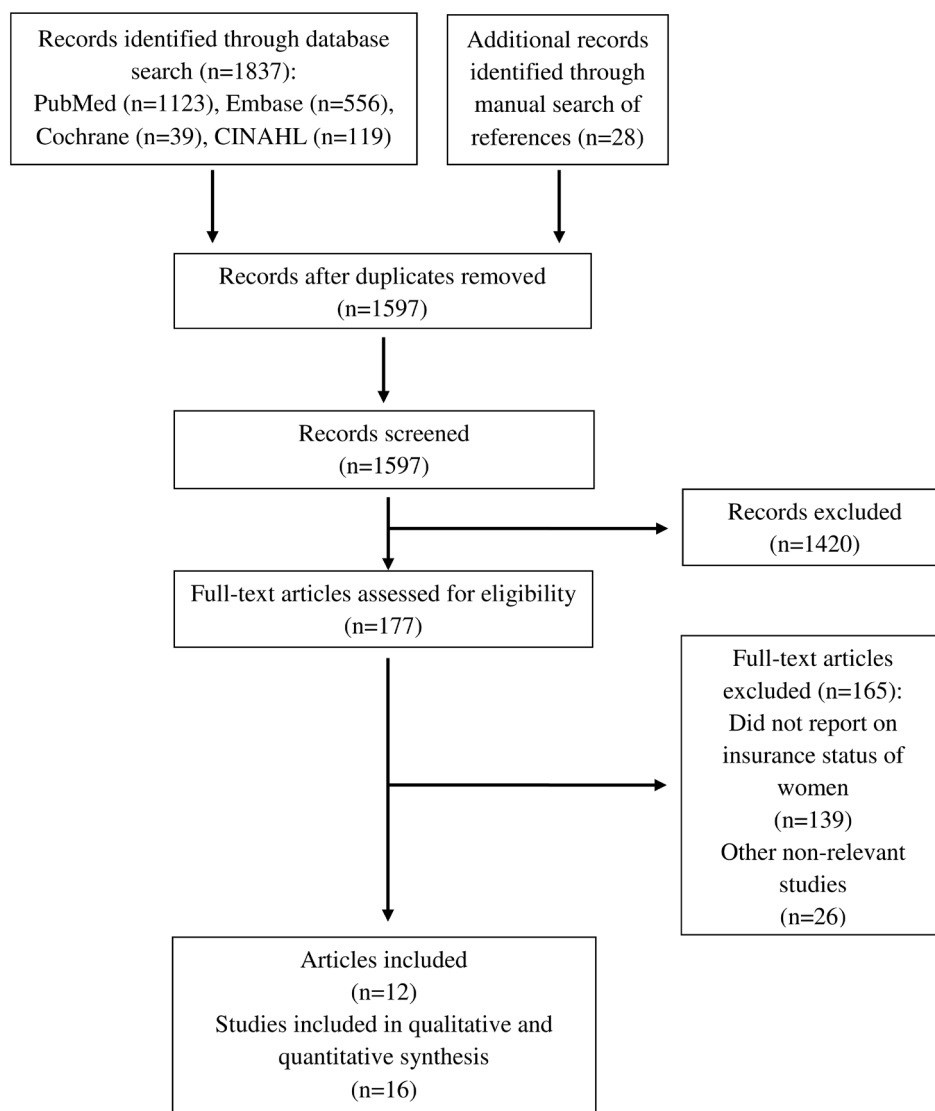 Records identified through database
search (n=1837):
PubMed (n=1123), Embase (n=556),
Cochrane (n=39), CINAHL (n=119)
Additional records
identified through
manual search of
references (n=28)
Records after duplicates removed
(n=1597)
Records screened
(n=1597)
Records excluded
(n=1420)
Full-text articles assessed for eligibility
(n=177)
Full-text articles
excluded (n=165):
Did not report on
insurance status of
women
(n=139)
Other non-relevant
studies
(n=26)
Articles included
(n=12)
Studies included in qualitative and
quantitative synthesis
(n=16)